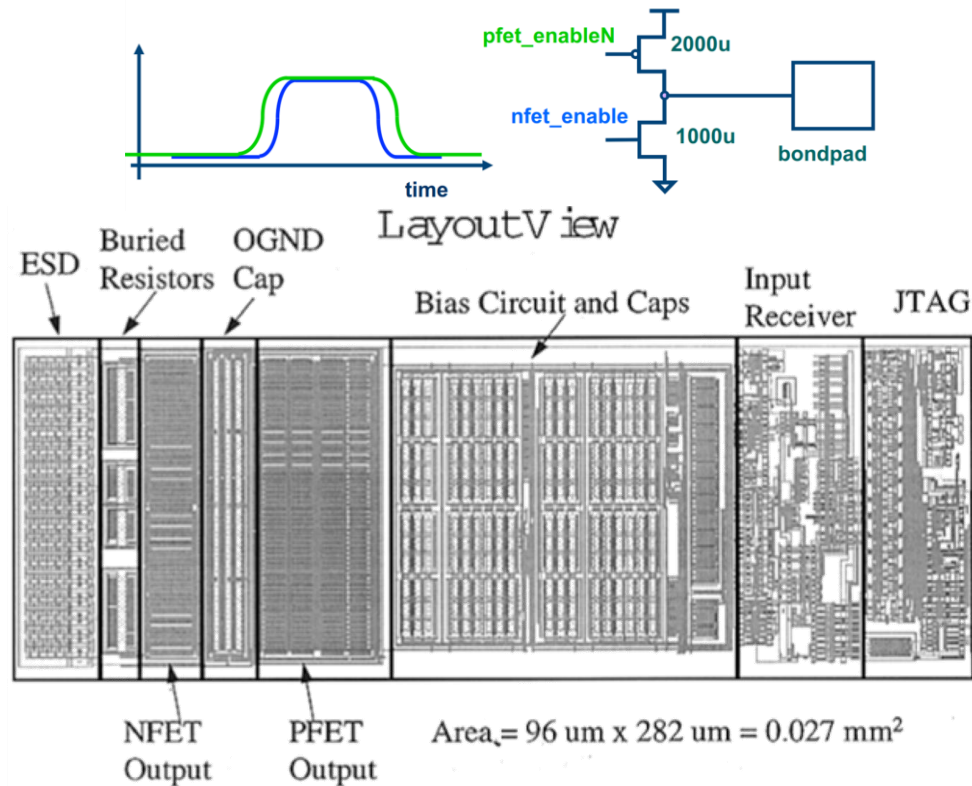 pfet_enableN
2000u
nfet_enable
1000u
bondpad
time
LayoutView
ESD
Buried
Resistors
OGND
Cap
Bias Circuit and Caps
Input
Receiver
JTAG
NFET
Output
PFET
Output
Area = 96 um x 282 um = 0.027 mm²